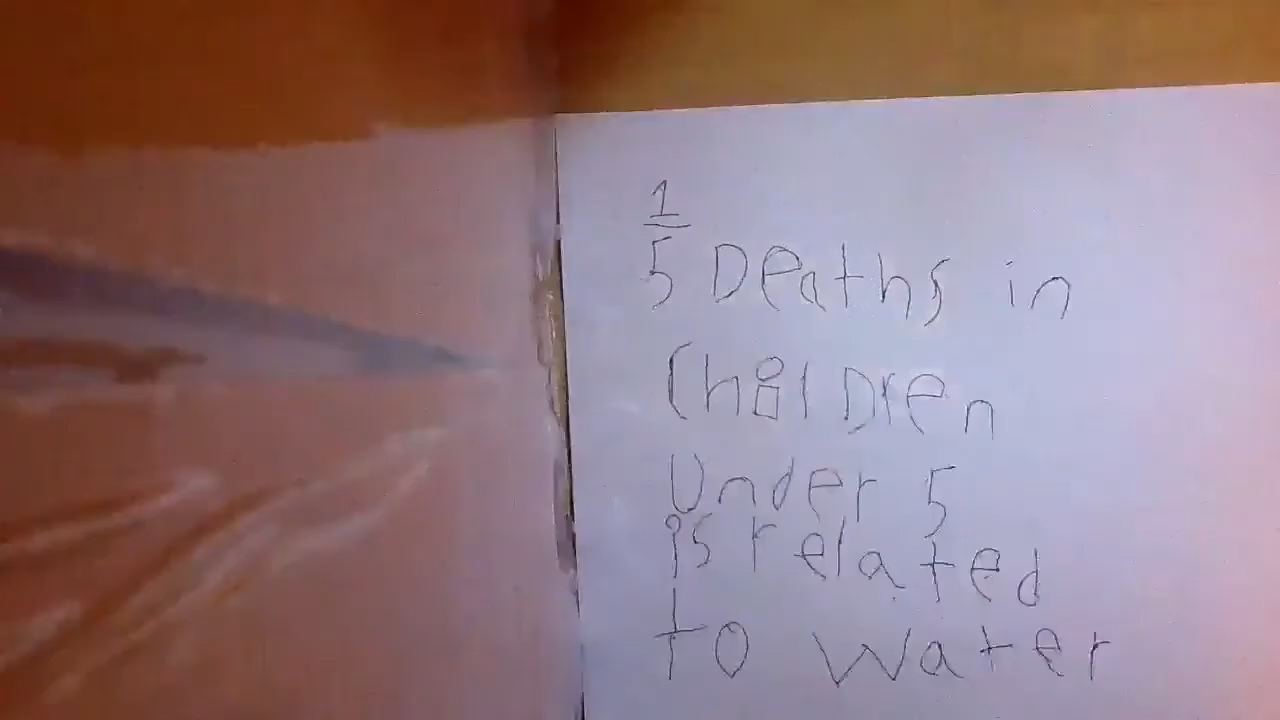 1
5 Deaths in
Children
Under 5
is related
to water